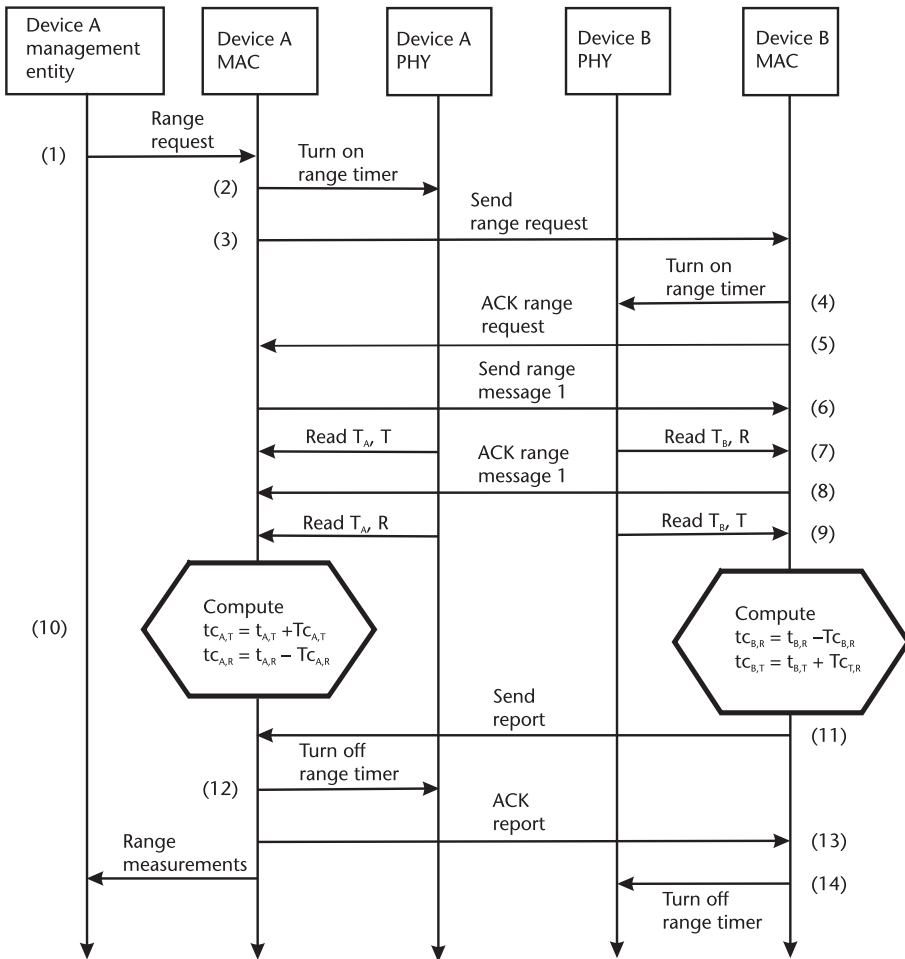 Device A
management
entity
Device A
MAC
Device A
PHY
Device B
PHY
Device B
MAC
Range
request
(1)
Turn on
range timer
(2)
Send
range request
(3)
Turn on
range timer
(4)
ACK range
request
(5)
Send range
message 1
(6)
Read T_A, T
Read T_B, R
(7)
ACK range
message 1
(8)
Read T_A, R
Read T_B, T
(9)
(10)
Compute
tc_A,T = t_A,T +Tc_A,T
tc_A,R = t_A,R – Tc_A,R
Compute
tc_B,R = t_B,R –Tc_B,R
tc_B,T = t_B,T + Tc_T,R
Send
report
(11)
Turn off
range timer
(12)
ACK
report
(13)
Range
measurements
(14)
Turn off
range timer